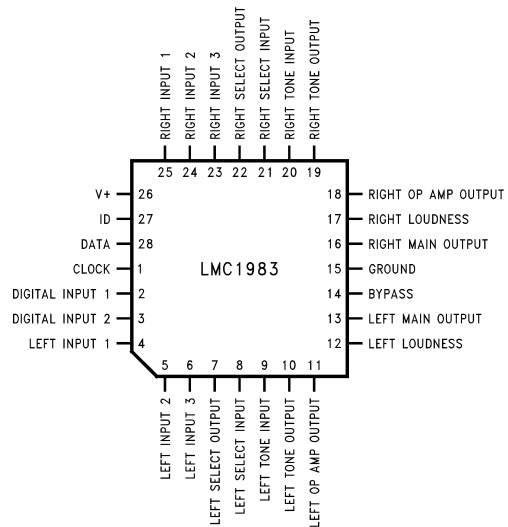 RIGHT INPUT 1
RIGHT INPUT 2
RIGHT INPUT 3
RIGHT SELECT OUTPUT
RIGHT SELECT INPUT
RIGHT TONE INPUT
RIGHT TONE OUTPUT
25 24 23 22 21 20 19
V+ 26
ID 27
DATA 28
CLOCK 1
DIGITAL INPUT 1 2
DIGITAL INPUT 2 3
LEFT INPUT 1 4
LMC1983
18 RIGHT OP AMP OUTPUT
17 RIGHT LOUDNESS
16 RIGHT MAIN OUTPUT
15 GROUND
14 BYPASS
13 LEFT MAIN OUTPUT
12 LEFT LOUDNESS
5 6 7 8 9 10 11
LEFT INPUT 2
LEFT INPUT 3
LEFT SELECT OUTPUT
LEFT SELECT INPUT
LEFT TONE INPUT
LEFT TONE OUTPUT
LEFT OP AMP OUTPUT